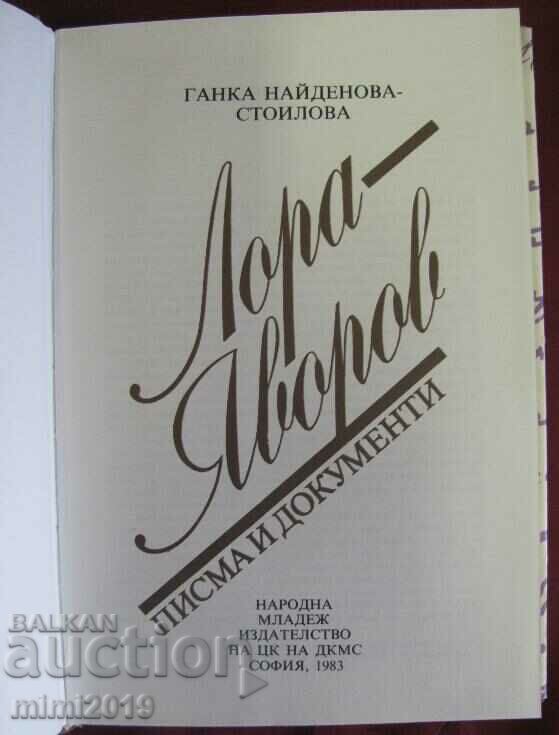 ГАНКА НАЙДЕНОВА-
СТОИЛОВА
Лора–
Яворов
ПИСМА И ДОКУМЕНТИ
НАРОДНА
МЛАДЕЖ
ИЗДАТЕЛСТВО
НА ЦК НА ДКМС
СОФИЯ, 1983
BALKAN
auction
mimi2019